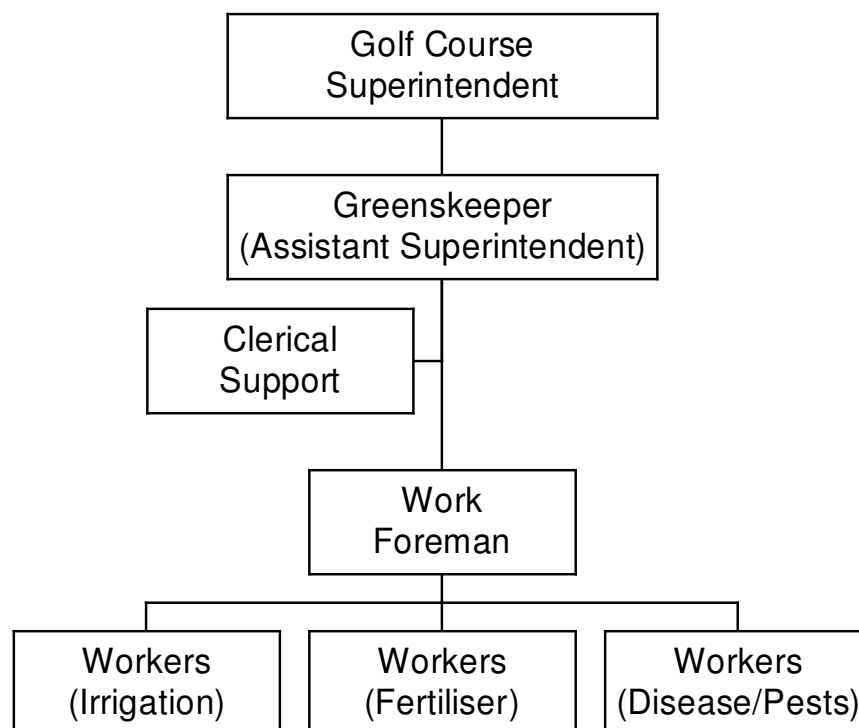 Golf Course
Superintendent
Greenskeeper
(Assistant Superintendent)
Clerical
Support
Work
Foreman
Workers
(Irrigation)
Workers
(Fertiliser)
Workers
(Disease/Pests)